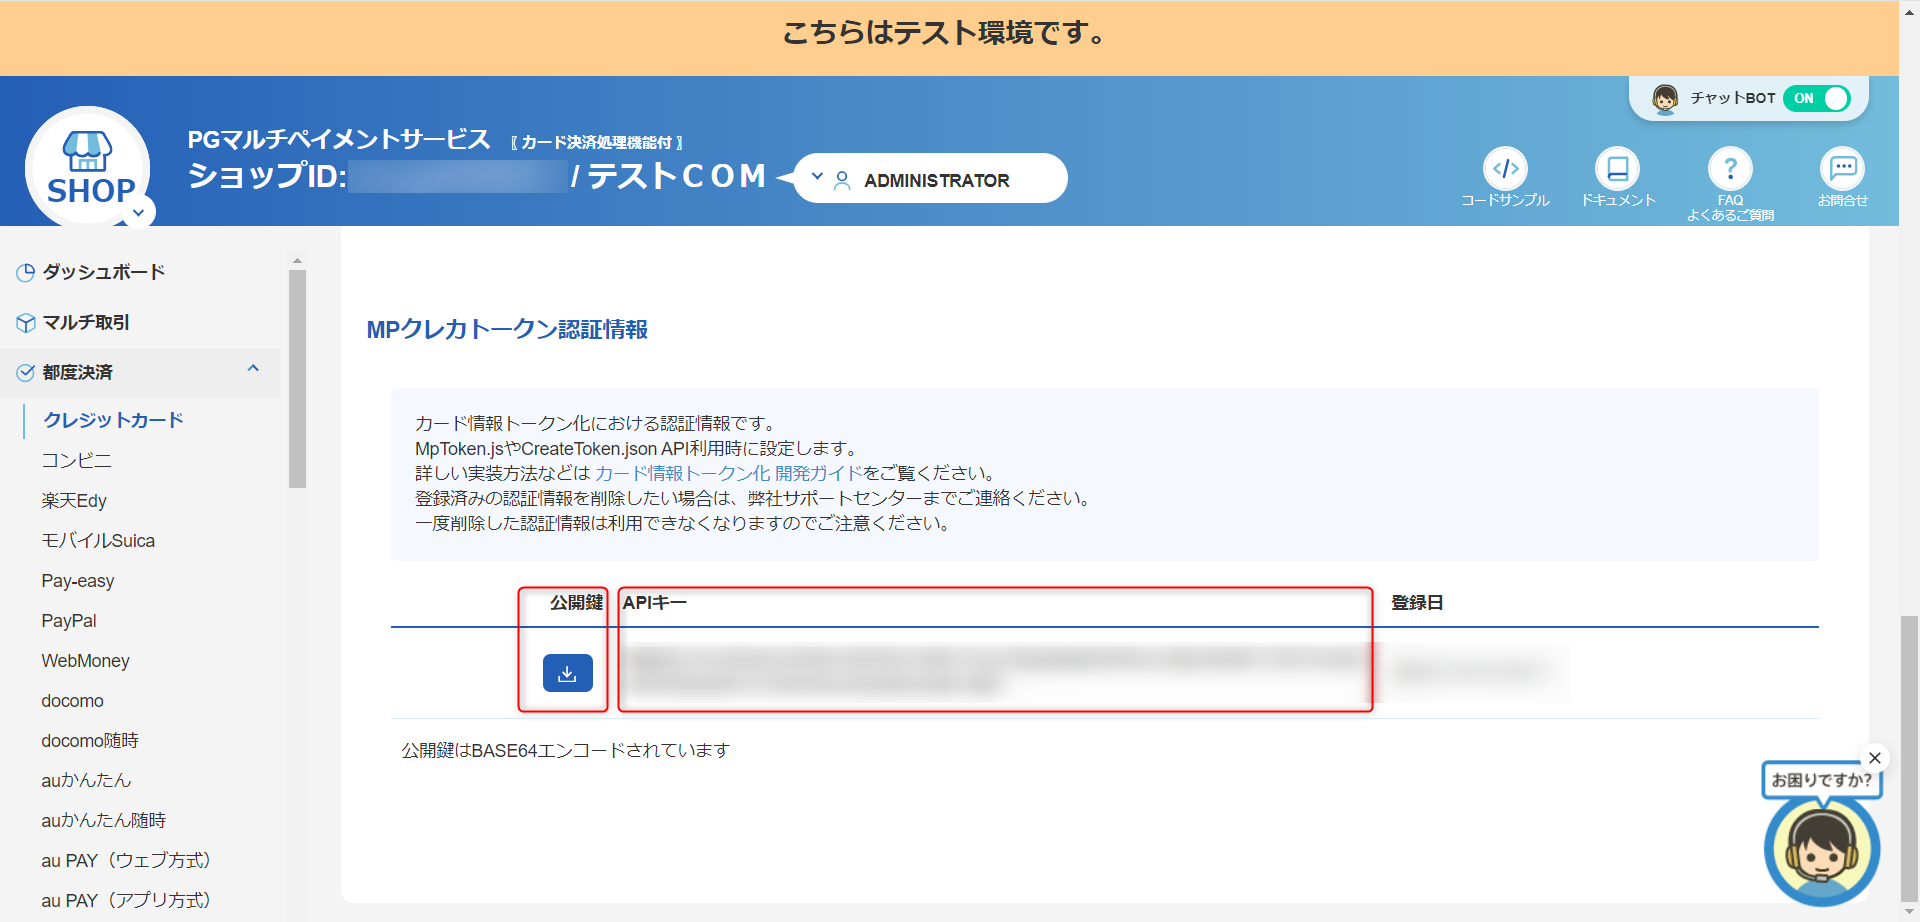 こちらはテスト環境です。
チャットBOT ON
SHOP
PGマルチペイメントサービス 〖カード決済処理機能付〗
ショップID: / テストCOM
ADMINISTRATOR
コードサンプル
ドキュメント
FAQ
よくあるご質問
お問合せ
ダッシュボード
マルチ取引
都度決済
クレジットカード
コンビニ
楽天Edy
モバイルSuica
Pay-easy
PayPal
WebMoney
docomo
docomo随時
auかんたん
auかんたん随時
au PAY（ウェブ方式）
au PAY（アプリ方式）
MPクレカトークン認証情報
カード情報トークン化における認証情報です。
MpToken.jsやCreateToken.json API利用時に設定します。
詳しい実装方法などは カード情報トークン化 開発ガイドをご覧ください。
登録済みの認証情報を削除したい場合は、弊社サポートセンターまでご連絡ください。
一度削除した認証情報は利用できなくなりますのでご注意ください。
公開鍵 APIキー 登録日
公開鍵はBASE64エンコードされています
お困りですか?